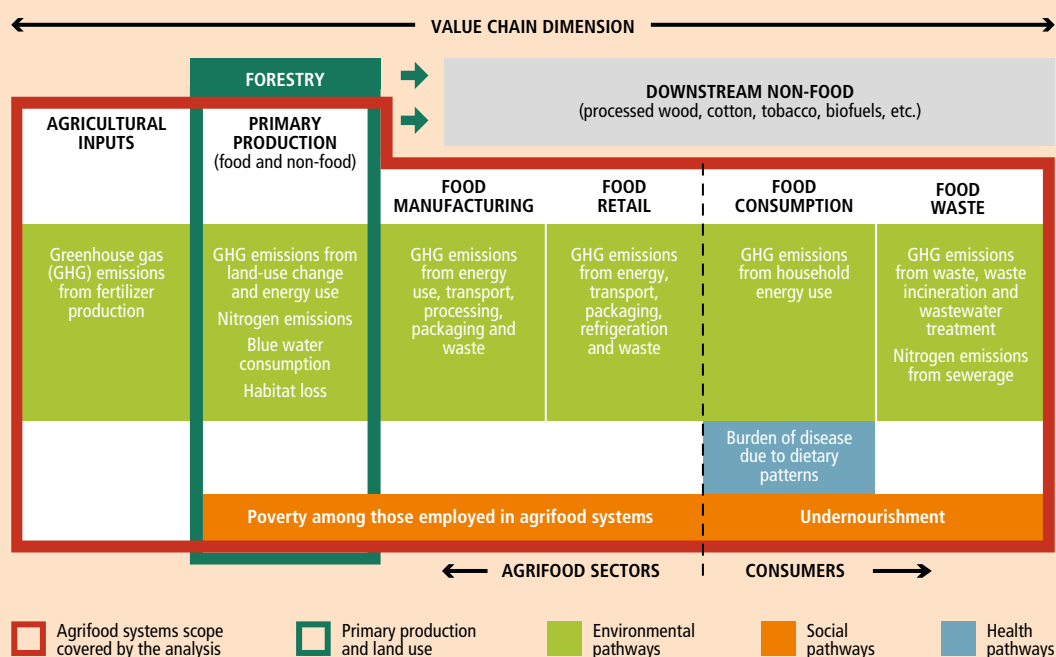 VALUE CHAIN DIMENSION
FORESTRY
DOWNSTREAM NON-FOOD
(processed wood, cotton, tobacco, biofuels, etc.)
AGRICULTURAL
INPUTS
PRIMARY
PRODUCTION
(food and non-food)
FOOD
MANUFACTURING
FOOD
RETAIL
FOOD
CONSUMPTION
FOOD
WASTE
Greenhouse gas
(GHG) emissions
from fertilizer
production
GHG emissions from
land-use change
and energy use
Nitrogen emissions
Blue water
consumption
Habitat loss
GHG emissions
from energy
use, transport,
processing,
packaging and
waste
GHG emissions
from energy,
transport,
packaging,
refrigeration
and waste
GHG emissions
from household
energy use
GHG emissions
from waste, waste
incineration and
wastewater
treatment
Nitrogen emissions
from sewerage
Burden of disease
due to dietary
patterns
Poverty among those employed in agrifood systems
Undernourishment
AGRIFOOD SECTORS
CONSUMERS
Agrifood systems scope
covered by the analysis
Primary production
and land use
Environmental
pathways
Social
pathways
Health
pathways